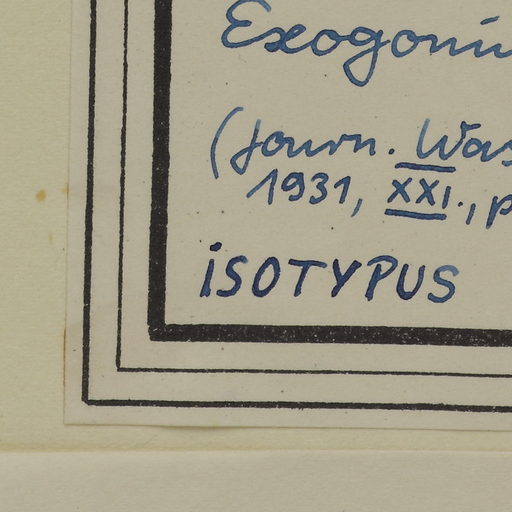 Exogoniu
(Journ. Was
1931, XXI., p
iSOTYPUS